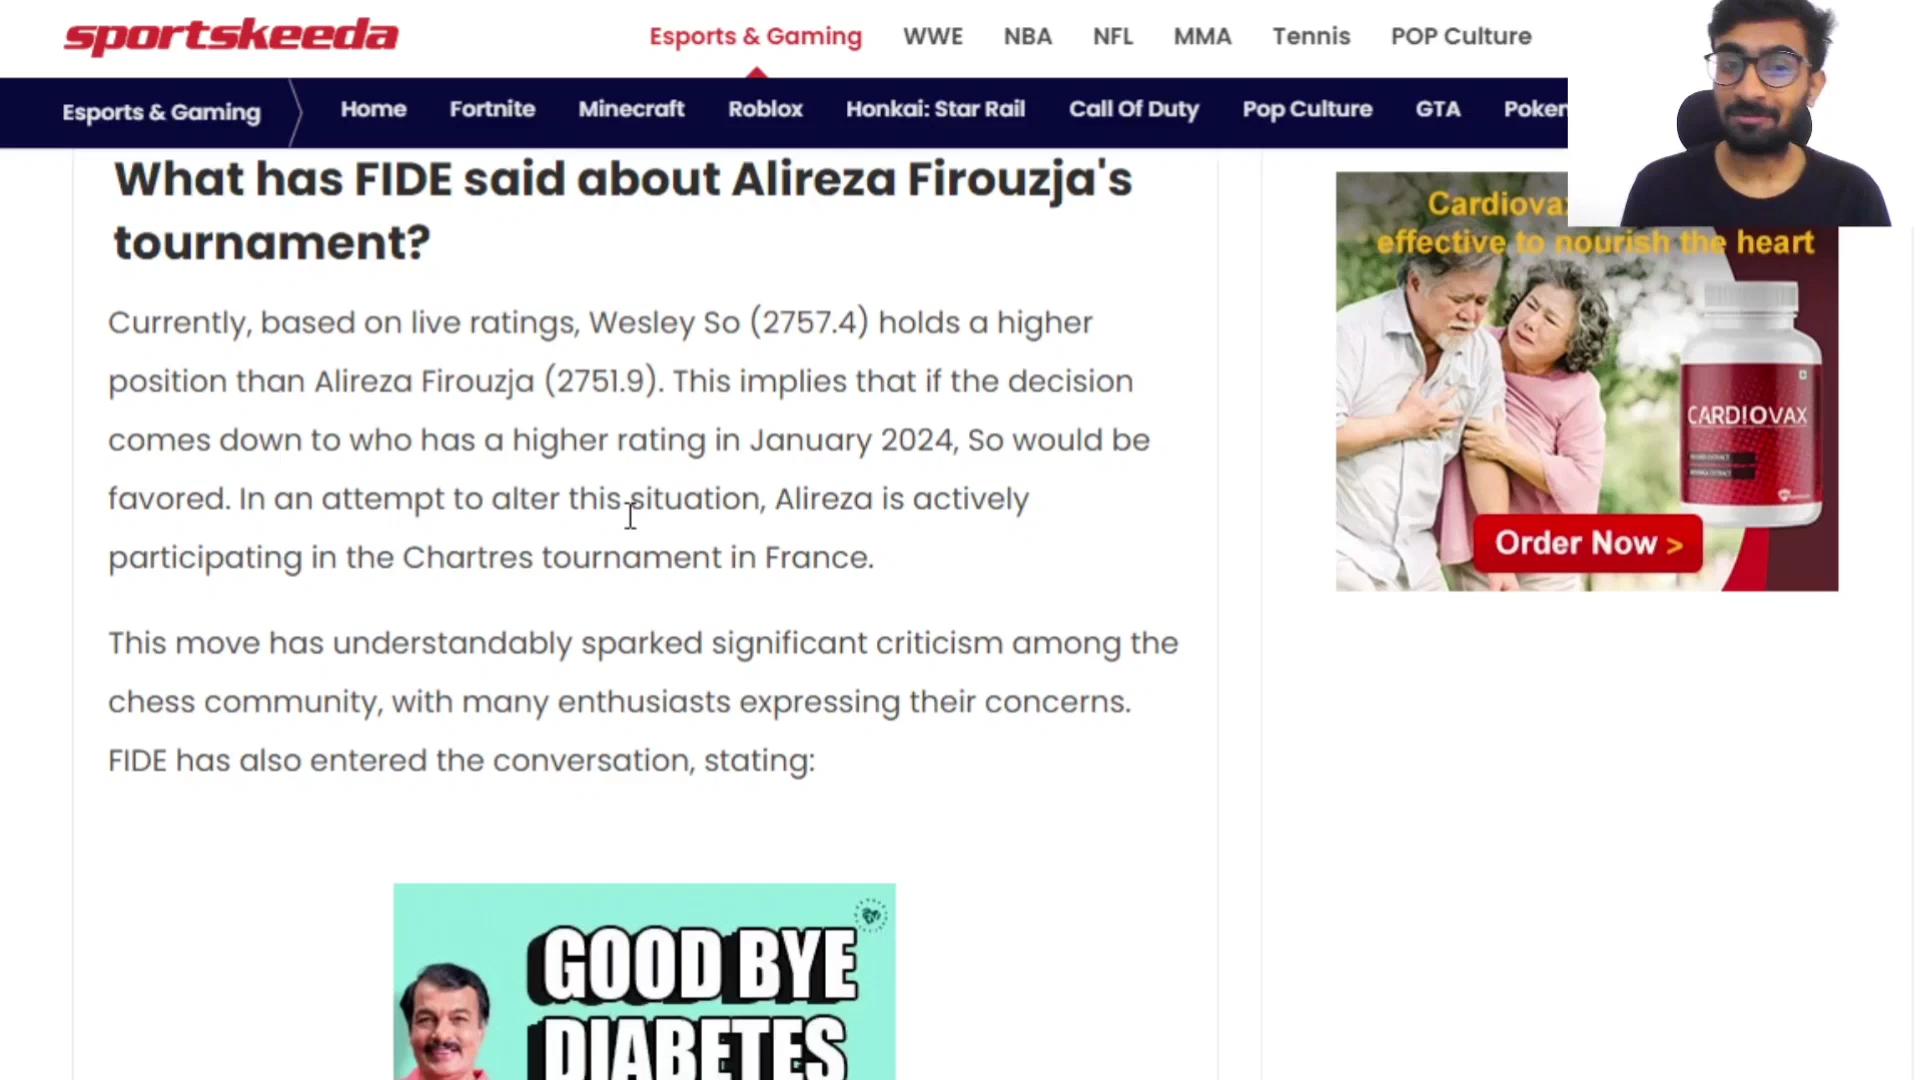 sportskeeda
Esports & Gaming WWE NBA NFL MMA Tennis POP Culture
Esports & Gaming Home Fortnite Minecraft Roblox Honkai: Star Rail Call Of Duty Pop Culture GTA Poken
What has FIDE said about Alireza Firouzja's
tournament?
Currently, based on live ratings, Wesley So (2757.4) holds a higher
position than Alireza Firouzja (2751.9). This implies that if the decision
comes down to who has a higher rating in January 2024, So would be
favored. In an attempt to alter this situation, Alireza is actively
participating in the Chartres tournament in France.
This move has understandably sparked significant criticism among the
chess community, with many enthusiasts expressing their concerns.
FIDE has also entered the conversation, stating:
Cardiovax
effective to nourish the heart
CARDIOVAX
Order Now >
GOOD BYE
DIABETES